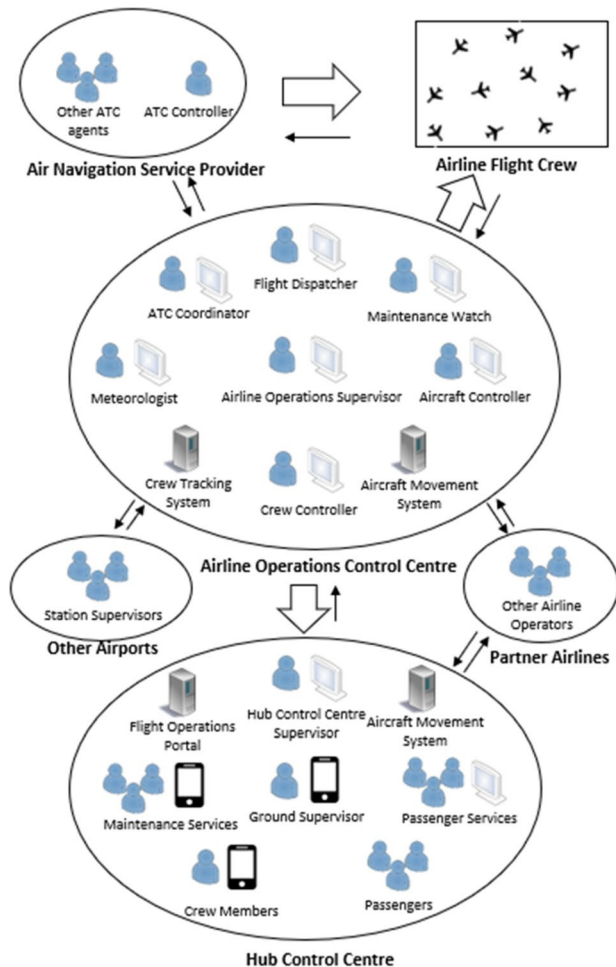 Other ATC
agents
ATC Controller
Air Navigation Service Provider
Airline Flight Crew
Flight Dispatcher
ATC Coordinator
Maintenance Watch
Meteorologist
Airline Operations Supervisor
Aircraft Controller
Crew Tracking
System
Crew Controller
Aircraft Movement
System
Airline Operations Control Centre
Station Supervisors
Other Airports
Other Airline
Operators
Partner Airlines
Flight Operations
Portal
Hub Control Centre
Supervisor
Aircraft Movement
System
Maintenance Services
Ground Supervisor
Passenger Services
Crew Members
Passengers
Hub Control Centre